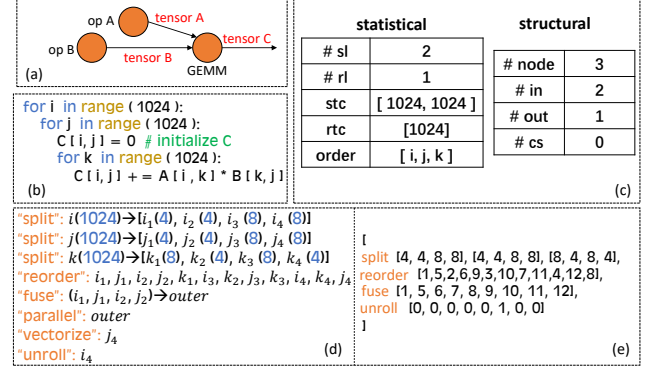 op A
tensor A
tensor C
op B
tensor B
GEMM
(a)
for i in range ( 1024 ):
for j in range ( 1024 ):
C [ i, j ] = 0 # initialize C
for k in range ( 1024 ):
C [ i, j ] + = A [ i , k ] * B [ k, j ]
(b)
statistical
# sl 2
# rl 1
stc [ 1024, 1024 ]
rtc [1024]
order [ i, j, k ]
structural
# node 3
# in 2
# out 1
# cs 0
(c)
"split": i(1024)→[i₁(4), i₂ (4), i₃ (8), i₄ (8)]
"split": j(1024)→[j₁(4), j₂ (4), j₃ (8), j₄ (8)]
"split": k(1024)→[k₁(8), k₂ (4), k₃ (8), k₄ (4)]
"reorder": i₁, j₁, i₂, j₂, k₁, i₃, k₂, j₃, k₃, i₄, k₄, j₄
"fuse": (i₁, j₁, i₂, j₂)→outer
"parallel": outer
"vectorize": j₄
"unroll": i₄
(d)
[
split [4, 4, 8, 8], [4, 4, 8, 8], [8, 4, 8, 4],
reorder [1,5,2,6,9,3,10,7,11,4,12,8],
fuse [1, 5, 6, 7, 8, 9, 10, 11, 12],
unroll [0, 0, 0, 0, 0, 1, 0, 0]
]
(e)